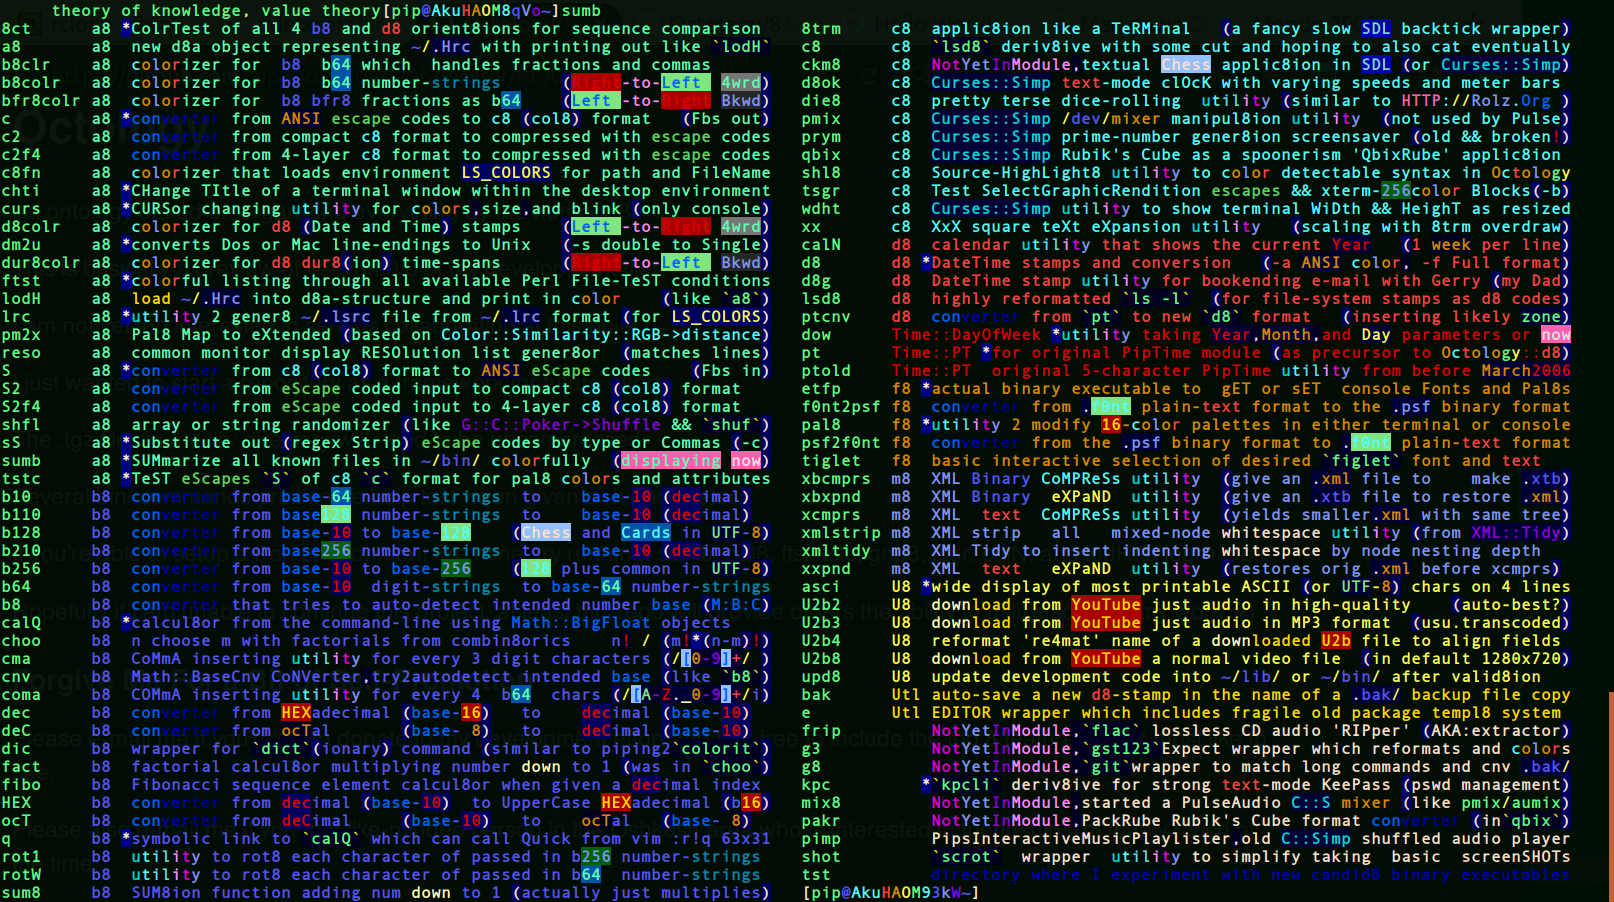 theory of knowledge, value theory[pip@AkuHAOM8qVo~]sumb
8ct a8 *ColrTest of all 4 b8 and d8 orient8ions for sequence comparison
a8 a8 new d8a object representing ~/.Hrc with printing out like `lodH`
b8clr a8 colorizer for b8 b64 which handles fractions and commas
b8colr a8 colorizer for b8 b64 number-strings (Right-to-Left 4wrd)
bfr8colr a8 colorizer for b8 bfr8 fractions as b64 (Left -to-Right Bkwd)
c a8 *converter from ANSI escape codes to c8 (col8) format (Fbs out)
c2 a8 converter from compact c8 format to compressed with escape codes
c2f4 a8 converter from 4-layer c8 format to compressed with escape codes
c8fn a8 colorizer that loads environment LS_COLORS for path and FileName
chti a8 *CHange TItle of a terminal window within the desktop environment
curs a8 *CURSor changing utility for colors,size,and blink (only console)
d8colr a8 colorizer for d8 (Date and Time) stamps (Left -to-Right 4wrd)
dm2u a8 *converts Dos or Mac line-endings to Unix (-s double to Single)
dur8colr a8 colorizer for d8 dur8(ion) time-spans (Right-to-Left Bkwd)
ftst a8 *colorful listing through all available Perl File-TeST conditions
lodH a8 load ~/.Hrc into d8a-structure and print in color (like `a8`)
lrc a8 *utility 2 gener8 ~/.lsrc file from ~/.lrc format (for LS_COLORS)
pm2x a8 Pal8 Map to eXtended (based on Color::Similarity::RGB->distance)
reso a8 common monitor display RESOlution list gener8or (matches lines)
S a8 *converter from c8 (col8) format to ANSI eScape codes (Fbs in)
S2 a8 converter from eScape coded input to compact c8 (col8) format
S2f4 a8 converter from eScape coded input to 4-layer c8 (col8) format
shfl a8 array or string randomizer (like G::C::Poker->Shuffle && `shuf`)
sS a8 *Substitute out (regex Strip) eScape codes by type or Commas (-c)
sumb a8 *SUMmarize all known files in ~/bin/ colorfully (displaying now)
tstc a8 *TeST eScapes `S` of c8 `c` format for pal8 colors and attributes
b10 b8 converter from base-64 number-strings to base-10 (decimal)
b110 b8 converter from base128 number-strings to base-10 (decimal)
b128 b8 converter from base-10 to base-128 (Chess and Cards in UTF-8)
b210 b8 converter from base256 number-strings to base-10 (decimal)
b256 b8 converter from base-10 to base-256 (128 plus common in UTF-8)
b64 b8 converter from base-10 digit-strings to base-64 number-strings
b8 b8 converter that tries to auto-detect intended number base (M:B:C)
calQ b8 *calcul8or from the command-line using Math::BigFloat objects
choo b8 n choose m with factorials from combin8orics n! / (m!*(n-m)!)
cma b8 CoMmA inserting utility for every 3 digit characters (/[0-9]+/ )
cnv b8 Math::BaseCnv CoNVerter,try2autodetect intended base (like `b8`)
coma b8 COMmA inserting utility for every 4 b64 chars (/[A-Z._0-9]+/i)
dec b8 converter from HEXadecimal (base-16) to decimal (base-10)
deC b8 converter from ocTal (base- 8) to deCimal (base-10)
dic b8 wrapper for `dict`(ionary) command (similar to piping2`colorit`)
fact b8 factorial calcul8or multiplying number down to 1 (was in `choo`)
fibo b8 Fibonacci sequence element calcul8or when given a decimal index
HEX b8 converter from decimal (base-10) to UpperCase HEXadecimal (b16)
ocT b8 converter from deCimal (base-10) to ocTal (base- 8)
q b8 *symbolic link to `calQ` which can call Quick from vim :r!q 63x31
rot1 b8 utility to rot8 each character of passed in b256 number-strings
rotW b8 utility to rot8 each character of passed in b64 number-strings
sum8 b8 SUM8ion function adding num down to 1 (actually just multiplies)
8trm c8 applic8ion like a TeRMinal (a fancy slow SDL backtick wrapper)
c8 c8 `lsd8` deriv8ive with some cut and hoping to also cat eventually
ckm8 c8 NotYetInModule,textual Chess applic8ion in SDL (or Curses::Simp)
d8ok c8 Curses::Simp text-mode clOcK with varying speeds and meter bars
die8 c8 pretty terse dice-rolling utility (similar to HTTP://Rolz.Org )
pmix c8 Curses::Simp /dev/mixer manipul8ion utility (not used by Pulse)
prym c8 Curses::Simp prime-number gener8ion screensaver (old && broken!)
qbix c8 Curses::Simp Rubik's Cube as a spoonerism 'QbixRube' applic8ion
shl8 c8 Source-HighLight8 utility to color detectable syntax in Octology
tsgr c8 Test SelectGraphicRendition escapes && xterm-256color Blocks(-b)
wdht c8 Curses::Simp utility to show terminal WiDth && HeighT as resized
xx c8 XxX square teXt eXpansion utility (scaling with 8trm overdraw)
calN d8 calendar utility that shows the current Year (1 week per line)
d8 d8 *DateTime stamps and conversion (-a ANSI color, -f Full format)
d8g d8 DateTime stamp utility for bookending e-mail with Gerry (my Dad)
lsd8 d8 highly reformatted `ls -l` (for file-system stamps as d8 codes)
ptcnv d8 converter from `pt` to new `d8` format (inserting likely zone)
dow Time::DayOfWeek *utility taking Year,Month,and Day parameters or now
pt Time::PT *for original PipTime module (as precursor to Octology::d8)
ptold Time::PT original 5-character PipTime utility from before March2006
etfp f8 *actual binary executable to gET or sET console Fonts and Pal8s
f0nt2psf f8 converter from .f0nt plain-text format to the .psf binary format
pal8 f8 *utility 2 modify 16-color palettes in either terminal or console
psf2f0nt f8 converter from the .psf binary format to .f0nt plain-text format
tiglet f8 basic interactive selection of desired `figlet` font and text
xbcmprs m8 XML Binary CoMPReSs utility (give an .xml file to make .xtb)
xbxpnd m8 XML Binary eXPaND utility (give an .xtb file to restore .xml)
xcmprs m8 XML text CoMPReSs utility (yields smaller.xml with same tree)
xmlstrip m8 XML strip all mixed-node whitespace utility (from XML::Tidy)
xmltidy m8 XML Tidy to insert indenting whitespace by node nesting depth
xxpnd m8 XML text eXPaND utility (restores orig .xml before xcmprs)
asci U8 *wide display of most printable ASCII (or UTF-8) chars on 4 lines
U2b2 U8 download from YouTube just audio in high-quality (auto-best?)
U2b3 U8 download from YouTube just audio in MP3 format (usu.transcoded)
U2b4 U8 reformat 're4mat' name of a downloaded U2b file to align fields
U2b8 U8 download from YouTube a normal video file (in default 1280x720)
upd8 U8 update development code into ~/lib/ or ~/bin/ after valid8ion
bak Utl auto-save a new d8-stamp in the name of a .bak/ backup file copy
e Utl EDITOR wrapper which includes fragile old package templ8 system
frip NotYetInModule,`flac` lossless CD audio 'RIPper' (AKA:extractor)
g3 NotYetInModule,`gst123`Expect wrapper which reformats and colors
g8 NotYetInModule,`git`wrapper to match long commands and cnv .bak/
kpc *`kpcli` deriv8ive for strong text-mode KeePass (pswd management)
mix8 NotYetInModule,started a PulseAudio C::S mixer (like pmix/aumix)
pakr NotYetInModule,PackRube Rubik's Cube format converter (in`qbix`)
pimp PipsInteractiveMusicPlaylister,old C::Simp shuffled audio player
shot `scrot` wrapper utility to simplify taking basic screenSHOTs
tst directory where I experiment with new candid8 binary executables
[pip@AkuHAOM93kW~]